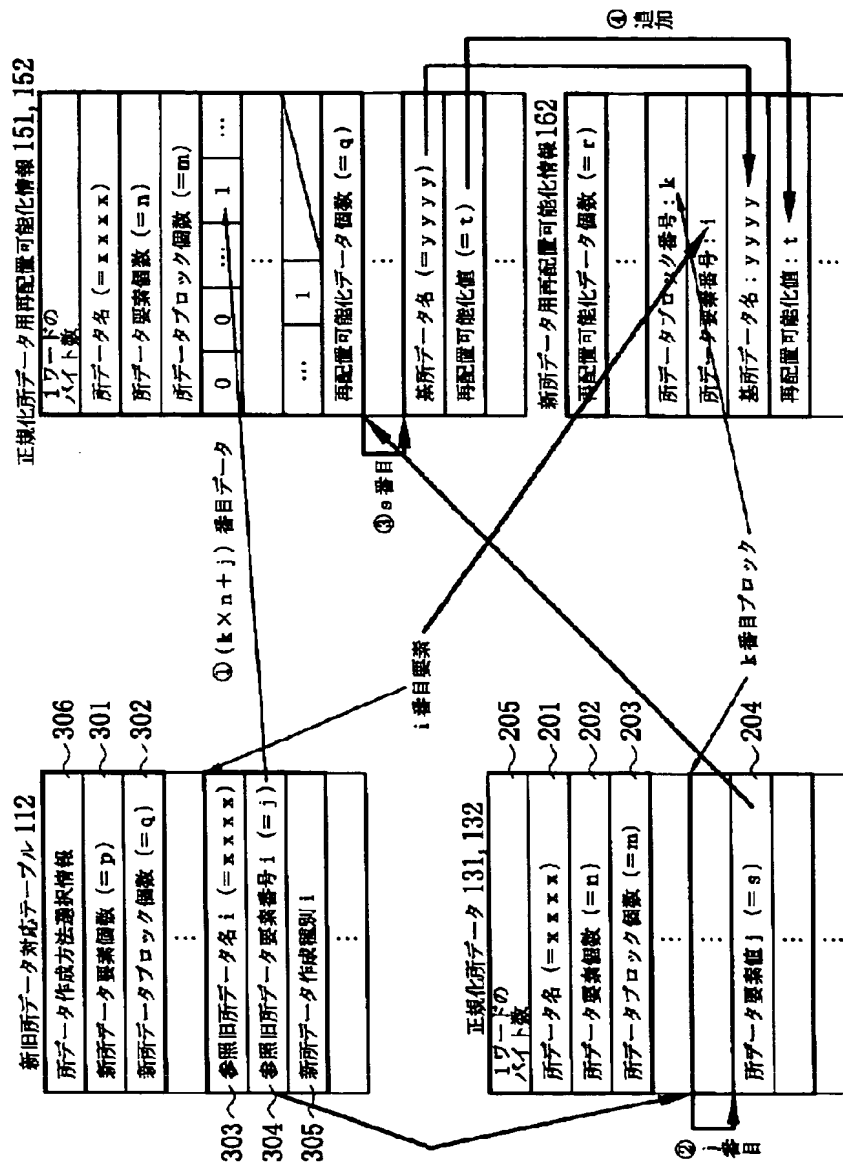 新旧所データ対応テーブル 112
所データ作成方法選択情報
306
新所データ要素個数 (=p)
301
新所データブロック個数 (=q)
302
⋮
303
参照旧所データ名 i (=xxxx)
304
参照旧所データ要素番号 i (=j)
305
新所データ作成種別 i
⋮
i 番目要素
① (k×n+j) 番目データ
正規化所データ用再配置可能化情報 151, 152
1ワードの
バイト数
所データ名 (=xxxx)
所データ要素個数 (=n)
所データブロック個数 (=m)
0 0 … 1 …
⋮
… 1
再配置可能化データ個数 (=q)
⋮
③ s 番目
基所データ名 (=yyyy)
再配置可能化値 (=t)
⋮
④
追加
正規化所データ 131, 132
1ワードの
バイト数
205
所データ名 (=xxxx)
201
所データ要素個数 (=n)
202
所データブロック個数 (=m)
203
⋮
⋮
② j 番目
所データ要素値 j (=s)
204
⋮
⋮
k 番目ブロック
新所データ用再配置可能化情報 162
再配置可能化データ個数 (=r)
⋮
所データブロック番号 : k
所データ要素番号 : i
基所データ名 : yyyy
再配置可能化値 : t
⋮